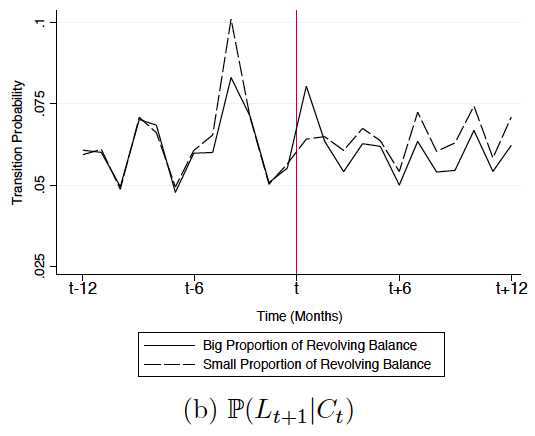 .1
.075
.05
.025
Transition Probability
t-12
t-6
t
t+6
t+12
Time (Months)
Big Proportion of Revolving Balance
Small Proportion of Revolving Balance
(b) ℙ(L_{t+1}|C_t)